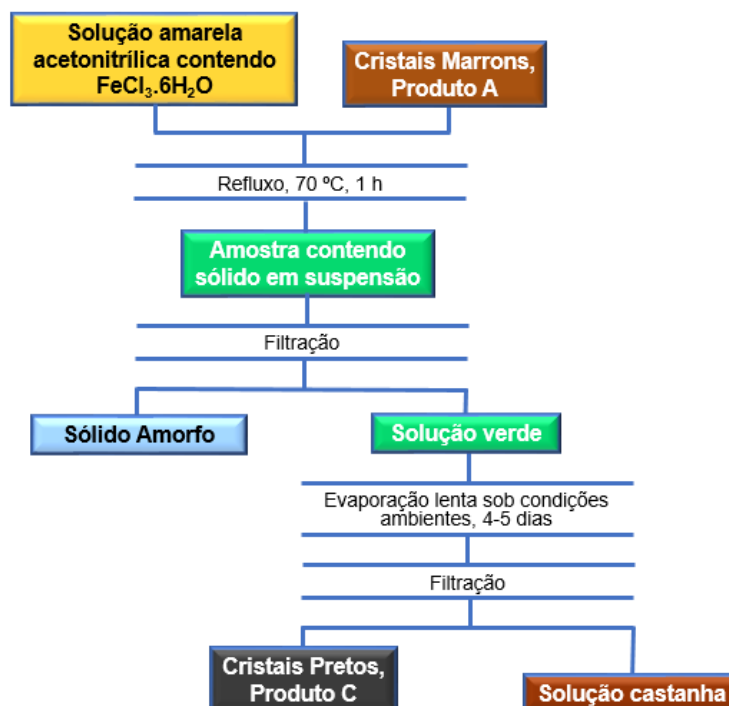 Solução amarela
acetonitrílica contendo
FeCl₃.6H₂O
Cristais Marrons,
Produto A
Refluxo, 70 ºC, 1 h
Amostra contendo
sólido em suspensão
Filtração
Sólido Amorfo
Solução verde
Evaporação lenta sob condições
ambientes, 4-5 dias
Filtração
Cristais Pretos,
Produto C
Solução castanha